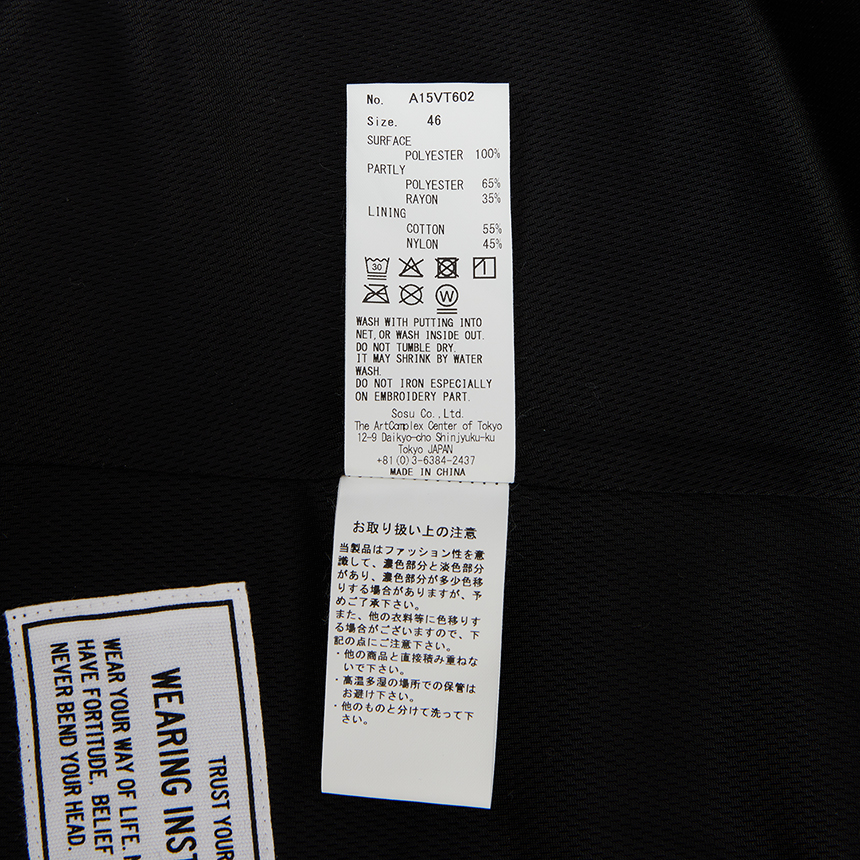 No. A15VT602
Size. 46
SURFACE
POLYESTER 100%
PARTLY
POLYESTER 65%
RAYON 35%
LINING
COTTON 55%
NYLON 45%
30
W
WASH WITH PUTTING INTO
NET,OR WASH INSIDE OUT.
DO NOT TUMBLE DRY.
IT MAY SHRINK BY WATER
WASH.
DO NOT IRON ESPECIALLY
ON EMBROIDERY PART.
Sosu Co.,Ltd.
The ArtComplex Center of Tokyo
12-9 Daikyo-cho Shinjyuku-ku
Tokyo JAPAN
+81(0)3-6384-2437
MADE IN CHINA
お取り扱い上の注意
当製品はファッション性を意
識して、濃色部分と淡色部分
があり、濃色部分が多少色移
りする場合がありますが、予
めご了承下さい。
また、他の衣料等に色移りす
る場合がございますので、下
記の点にご注意下さい。
・他の商品と直接積み重ねな
いで下さい。
・高温多湿の場所での保管は
お避け下さい。
・他のものと分けて洗って下
さい。
TRUST YOUR
WEARING INST
WEAR YOUR WAY OF LIFE.
HAVE FORTITUDE, BELIEF
NEVER BEND YOUR HEAD.